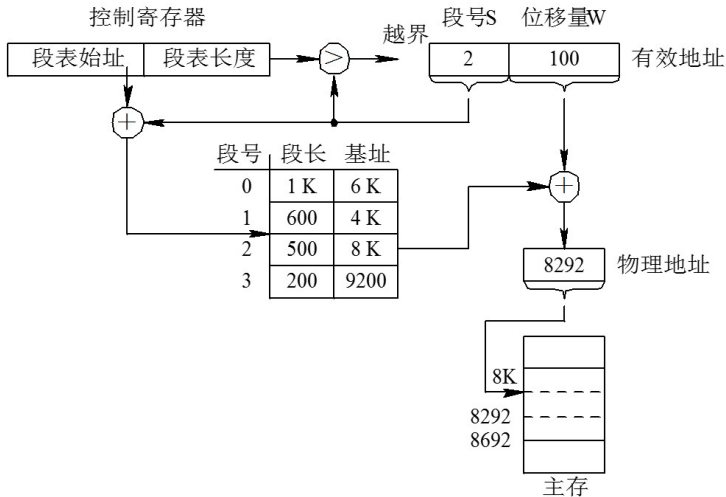 控制寄存器
段表始址 段表长度
>
越界
段号S 位移量W
2 100
有效地址
+
段号 段长 基址
0 1 K 6 K
1 600 4 K
2 500 8 K
3 200 9200
+
8292
物理地址
8K
8292
8692
主存